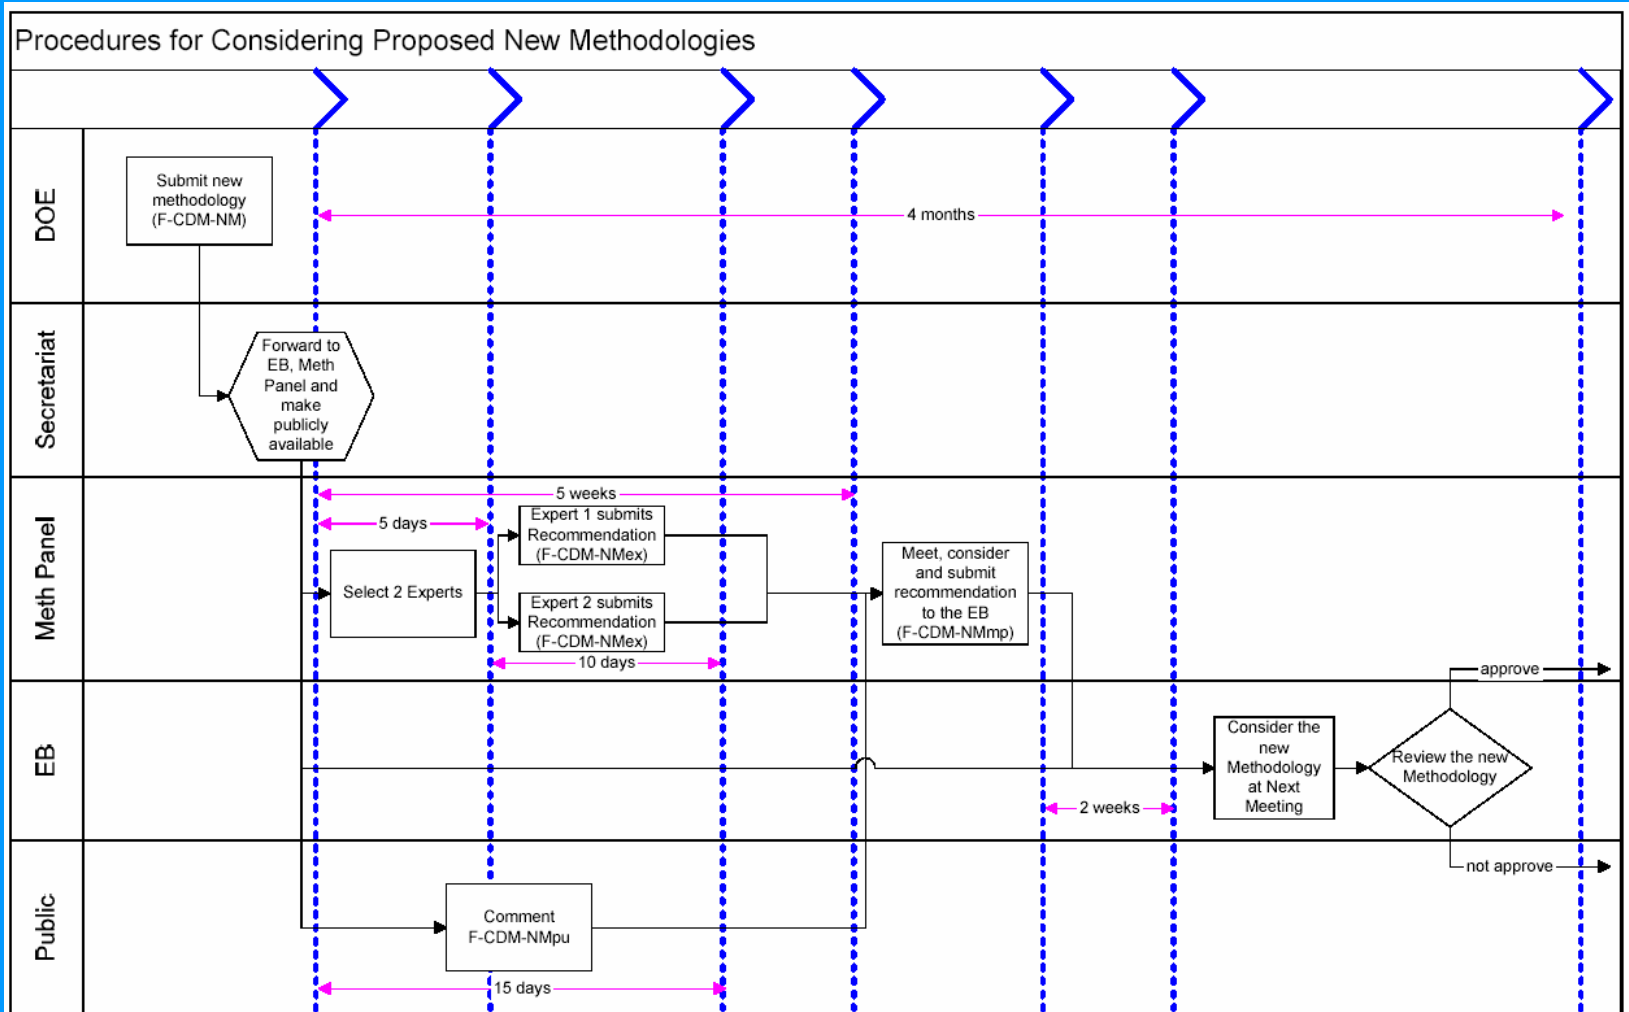 Procedures for Considering Proposed New Methodologies
DOE
Submit new
methodology
(F-CDM-NM)
4 months
Secretariat
Forward to
EB, Meth
Panel and
make
publicly
available
Meth Panel
5 weeks
5 days
Select 2 Experts
Expert 1 submits
Recommendation
(F-CDM-NMex)
Expert 2 submits
Recommendation
(F-CDM-NMex)
10 days
Meet, consider
and submit
recommendation
to the EB
(F-CDM-NMmp)
approve
EB
2 weeks
Consider the
new
Methodology
at Next
Meeting
Review the new
Methodology
not approve
Public
Comment
F-CDM-NMpu
15 days